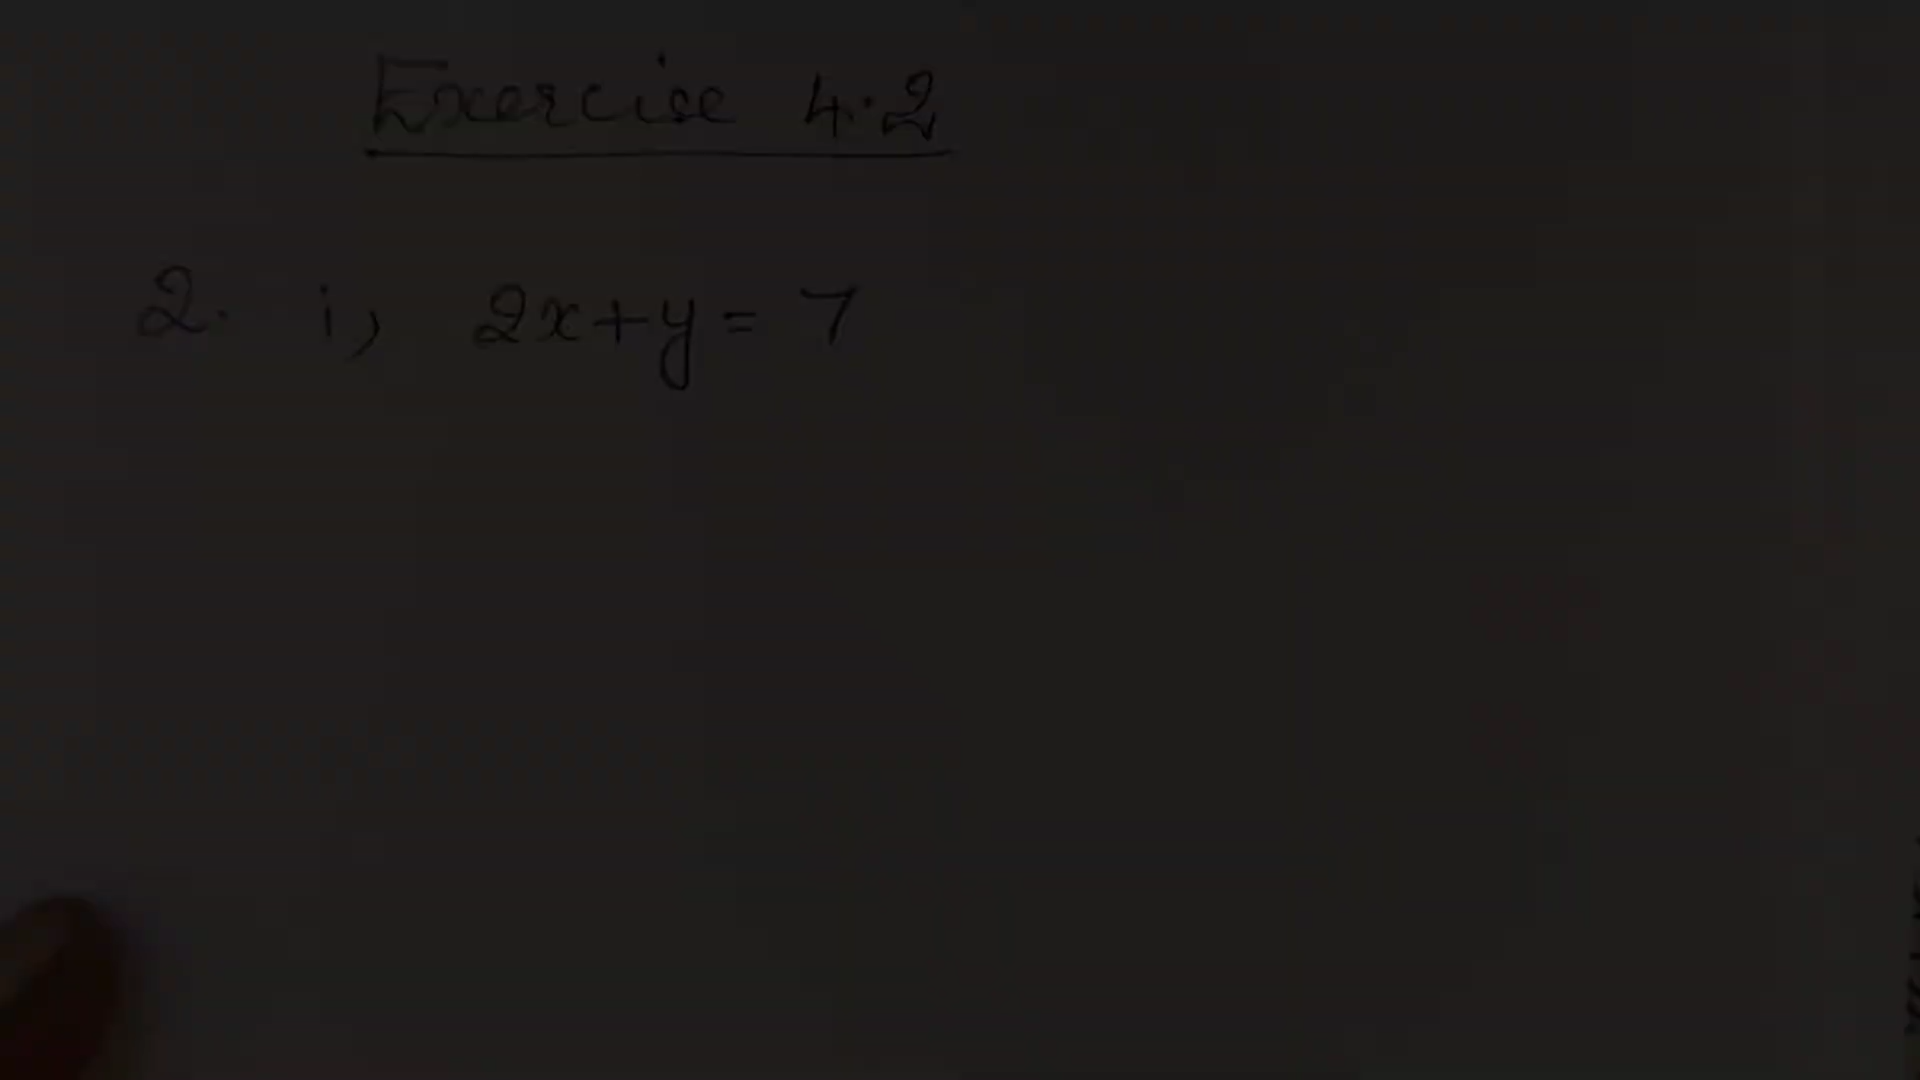 Exercise 4.2
2. i, 2x+y = 7